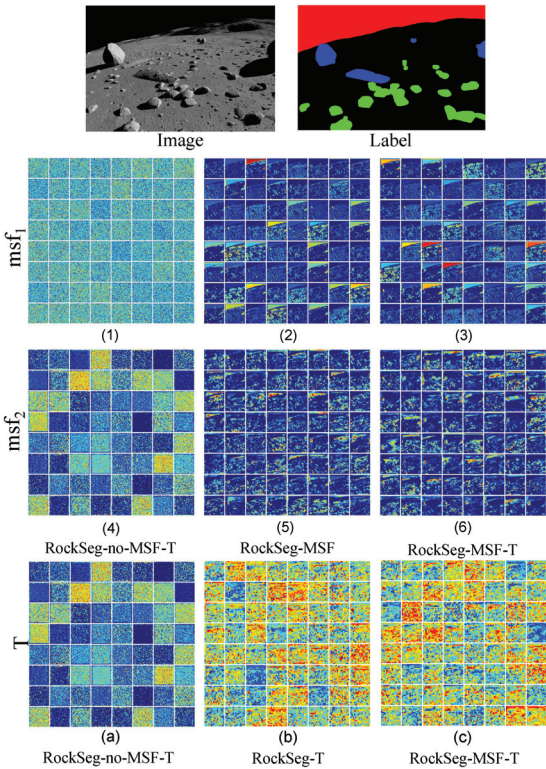 Image Label
msf1
(1) (2) (3)
msf2
(4) (5) (6)
RockSeg-no-MSF-T RockSeg-MSF RockSeg-MSF-T
T
(a) (b) (c)
RockSeg-no-MSF-T RockSeg-T RockSeg-MSF-T